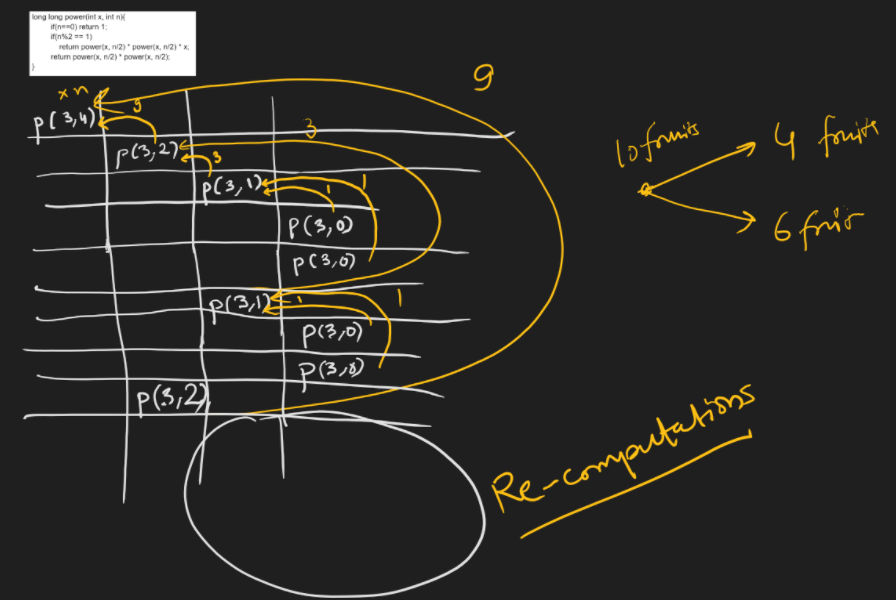 long long power(int x, int n){
if(n==0) return 1;
if(n%2 == 1)
return power(x, n/2) * power(x, n/2) * x;
return power(x, n/2) * power(x, n/2);
}
9
x n
9
P(3,4)
3
P(3,2)
3
P(3,1)
1
1
P(3,0)
P(3,0)
P(3,1)
1
1
P(3,0)
P(3,0)
P(3,2)
10 fruits
4 fruits
6 fruit
Re-computations